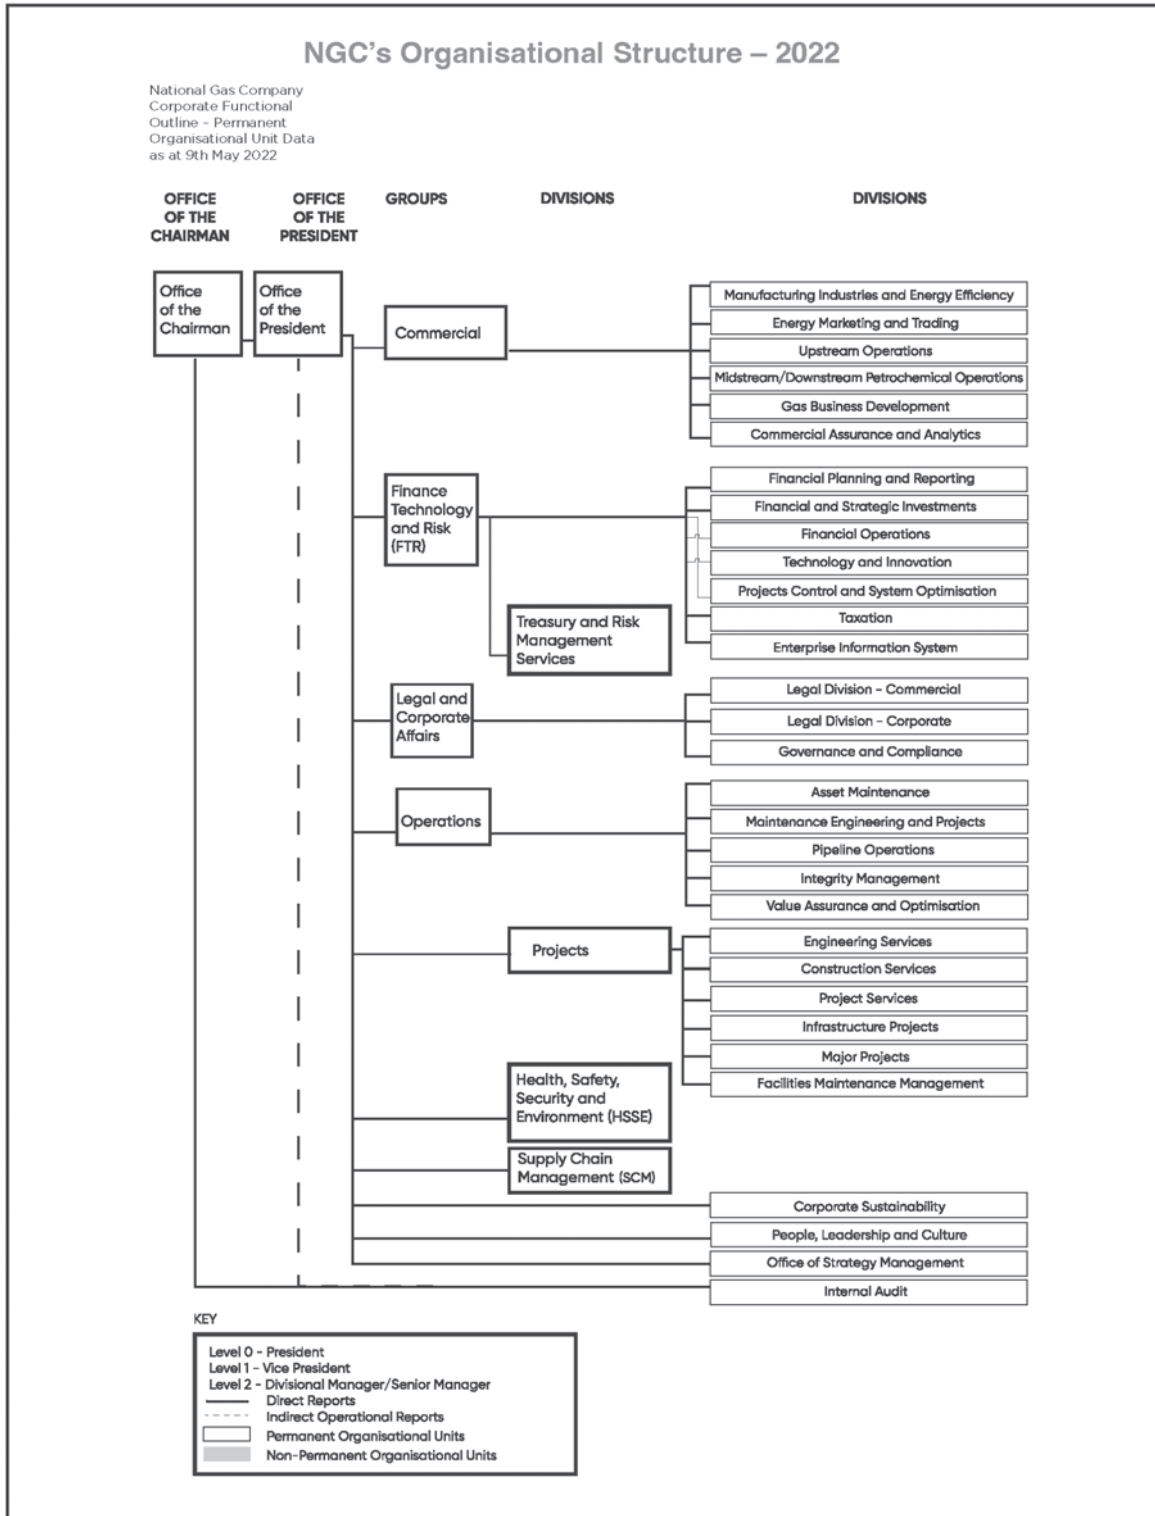 NGC's Organisational Structure – 2022
National Gas Company
Corporate Functional
Outline - Permanent
Organisational Unit Data
as at 9th May 2022
OFFICE
OF THE
CHAIRMAN
OFFICE
OF THE
PRESIDENT
GROUPS
DIVISIONS
DIVISIONS
Office
of the
Chairman
Office
of the
President
Commercial
Manufacturing Industries and Energy Efficiency
Energy Marketing and Trading
Upstream Operations
Midstream/Downstream Petrochemical Operations
Gas Business Development
Commercial Assurance and Analytics
Finance
Technology
and Risk
(FTR)
Treasury and Risk
Management
Services
Financial Planning and Reporting
Financial and Strategic Investments
Financial Operations
Technology and Innovation
Projects Control and System Optimisation
Taxation
Enterprise Information System
Legal and
Corporate
Affairs
Legal Division - Commercial
Legal Division - Corporate
Governance and Compliance
Operations
Asset Maintenance
Maintenance Engineering and Projects
Pipeline Operations
Integrity Management
Value Assurance and Optimisation
Projects
Engineering Services
Construction Services
Project Services
Infrastructure Projects
Major Projects
Facilities Maintenance Management
Health, Safety,
Security and
Environment (HSSE)
Supply Chain
Management (SCM)
Corporate Sustainability
People, Leadership and Culture
Office of Strategy Management
Internal Audit
KEY
Level 0 - President
Level 1 - Vice President
Level 2 - Divisional Manager/Senior Manager
Direct Reports
Indirect Operational Reports
Permanent Organisational Units
Non-Permanent Organisational Units